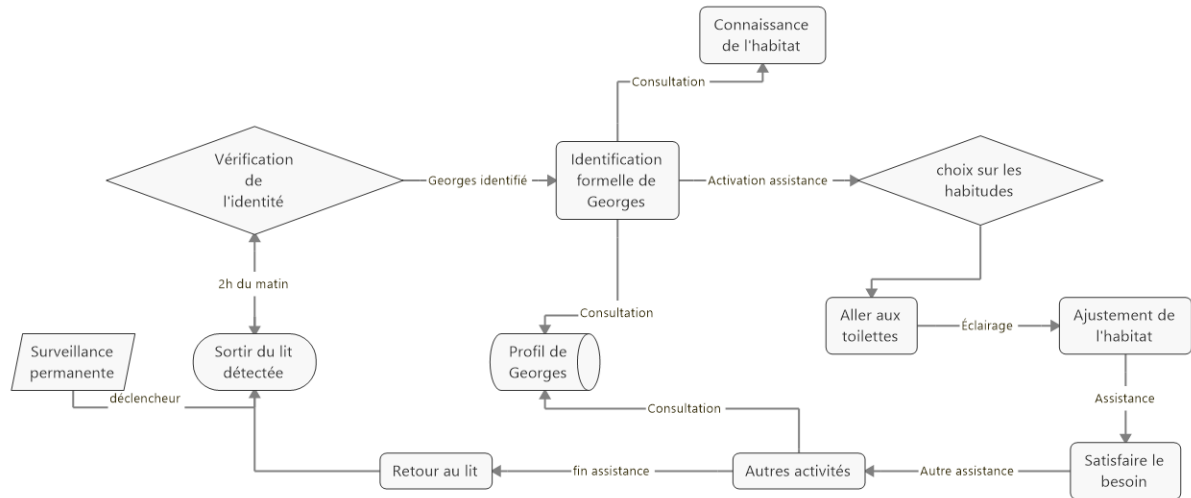 Connaissance
de l'habitat
Consultation
Vérification
de
l'identité
Georges identifié
Identification
formelle de
Georges
Activation assistance
choix sur les
habitudes
2h du matin
Consultation
Aller aux
toilettes
Éclairage
Ajustement de
l'habitat
Surveillance
permanente
Sortir du lit
détectée
Profil de
Georges
déclencheur
Consultation
Assistance
Retour au lit
fin assistance
Autres activités
Autre assistance
Satisfaire le
besoin